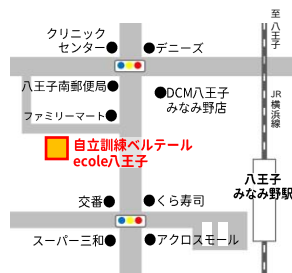 クリニック
センター
デニーズ
至
八王子
八王子南郵便局
DCM八王子
みなみ野店
JR横浜線
ファミリーマート
自立訓練ベルテール
ecole八王子
八王子
みなみ野駅
交番
くら寿司
スーパー三和
アクロスモール